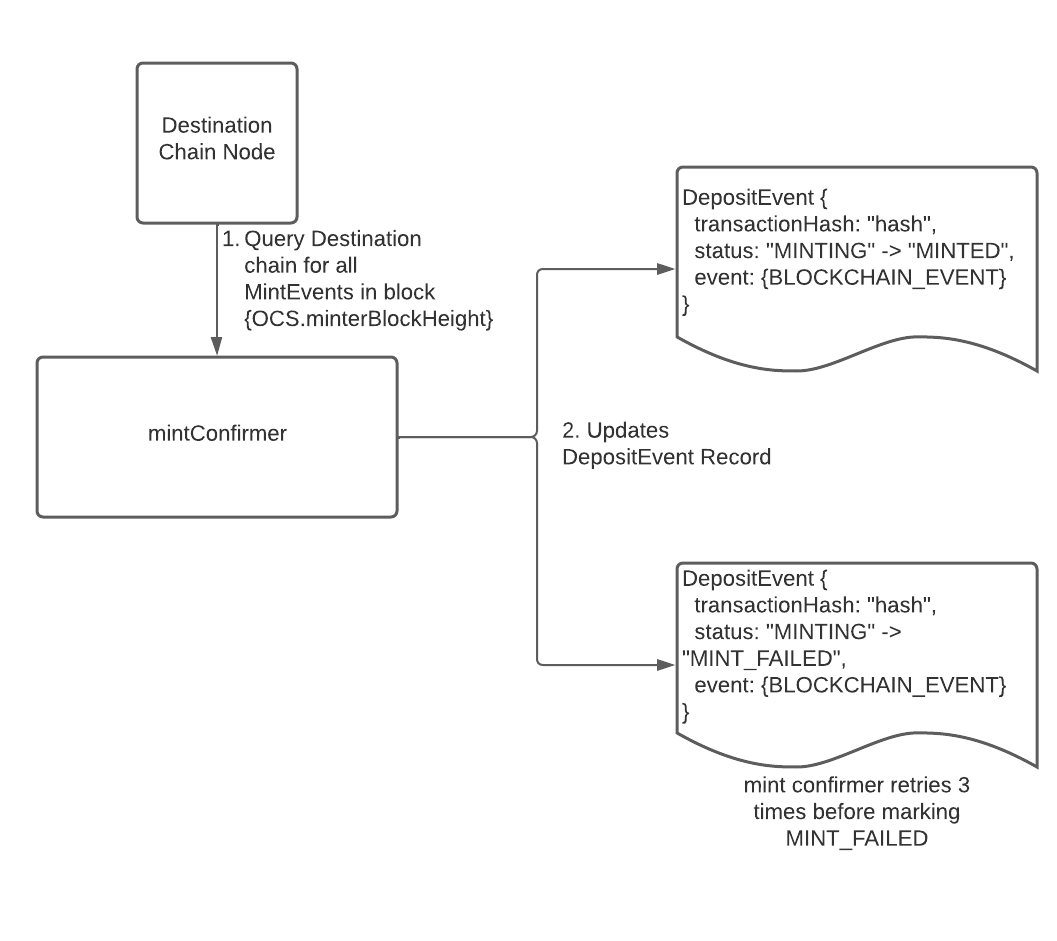 Destination
Chain Node
1. Query Destination
chain for all
MintEvents in block
{OCS.minterBlockHeight}
mintConfirmer
DepositEvent {
transactionHash: "hash",
status: "MINTING" -> "MINTED",
event: {BLOCKCHAIN_EVENT}
}
2. Updates
DepositEvent Record
DepositEvent {
transactionHash: "hash",
status: "MINTING" ->
"MINT_FAILED",
event: {BLOCKCHAIN_EVENT}
}
mint confirmer retries 3
times before marking
MINT_FAILED